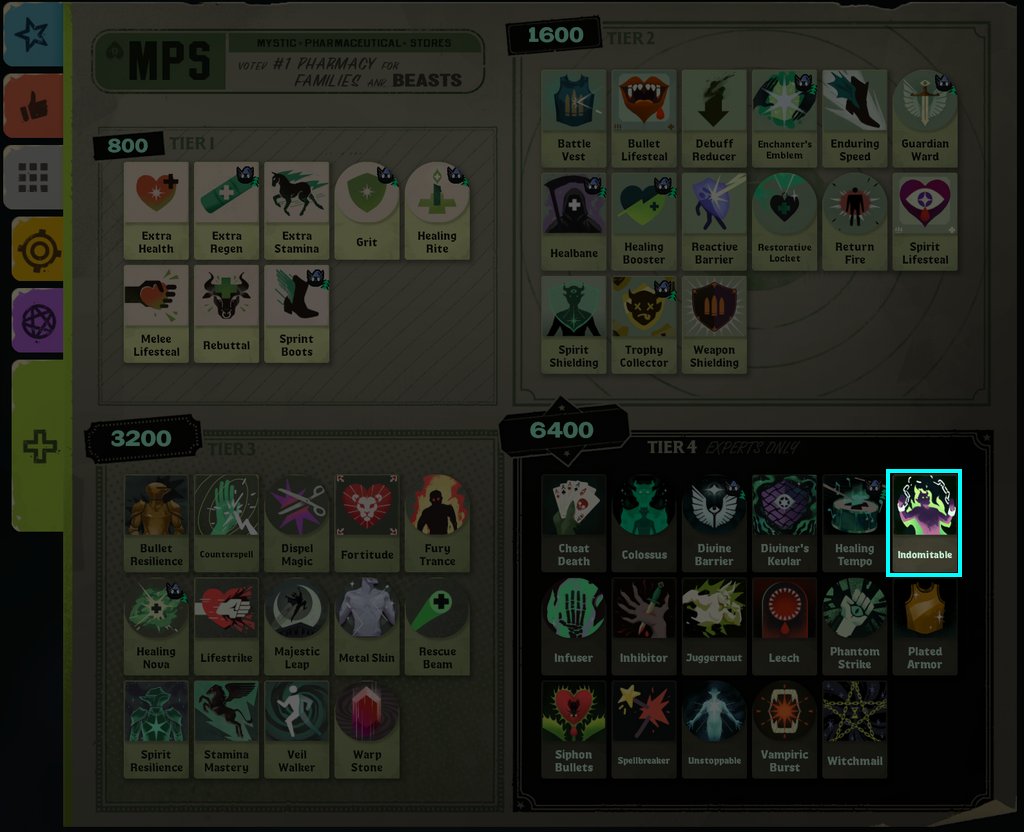 MPS
MYSTIC • PHARMACEUTICAL • STORES
VOTED #1 PHARMACY FOR
FAMILIES AND BEASTS
800
TIER 1
Extra
Health
Extra
Regen
Extra
Stamina
Grit
Healing
Rite
Melee
Lifesteal
Rebuttal
Sprint
Boots
1600
TIER 2
Battle
Vest
Bullet
Lifesteal
Debuff
Reducer
Enchanter's
Emblem
Enduring
Speed
Guardian
Ward
Healbane
Healing
Booster
Reactive
Barrier
Restorative
Locket
Return
Fire
Spirit
Lifesteal
Spirit
Shielding
Trophy
Collector
Weapon
Shielding
3200
TIER 3
Bullet
Resilience
Counterspell
Dispel
Magic
Fortitude
Fury
Trance
Healing
Nova
Lifestrike
Majestic
Leap
Metal Skin
Rescue
Beam
Spirit
Resilience
Stamina
Mastery
Veil
Walker
Warp
Stone
6400
TIER 4 EXPERTS ONLY
Cheat
Death
Colossus
Divine
Barrier
Diviner's
Kevlar
Healing
Tempo
Indomitable
Infuser
Inhibitor
Juggernaut
Leech
Phantom
Strike
Plated
Armor
Siphon
Bullets
Spellbreaker
Unstoppable
Vampiric
Burst
Witchmail